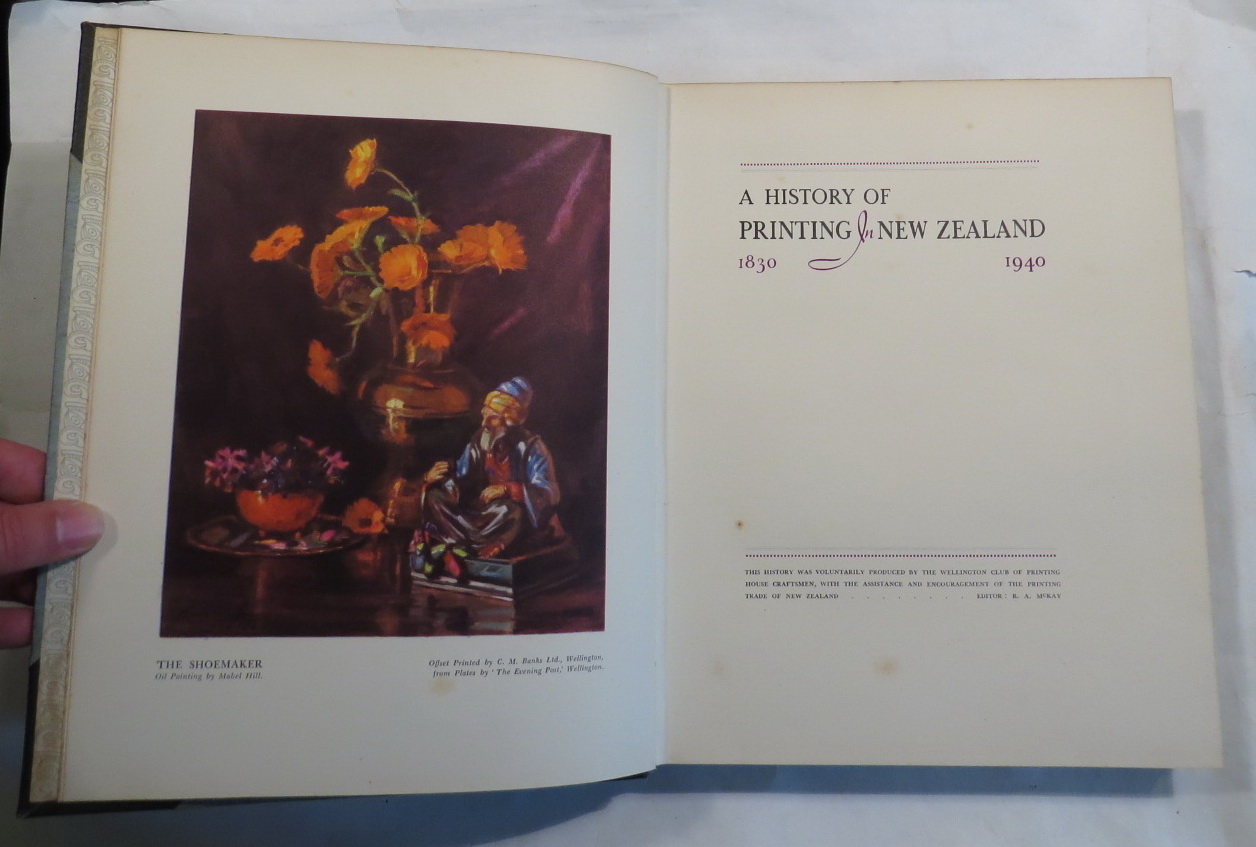 THE SHOEMAKER
Oil Painting by Mabel Hill.
Offset Printed by C. M. Banks Ltd., Wellington,
from Plates by 'The Evening Post,' Wellington.
A HISTORY OF
PRINTING In NEW ZEALAND
1830 1940
THIS HISTORY WAS VOLUNTARILY PRODUCED BY THE WELLINGTON CLUB OF PRINTING
HOUSE CRAFTSMEN, WITH THE ASSISTANCE AND ENCOURAGEMENT OF THE PRINTING
TRADE OF NEW ZEALAND . . . . . . . . EDITOR: R. A. McKAY